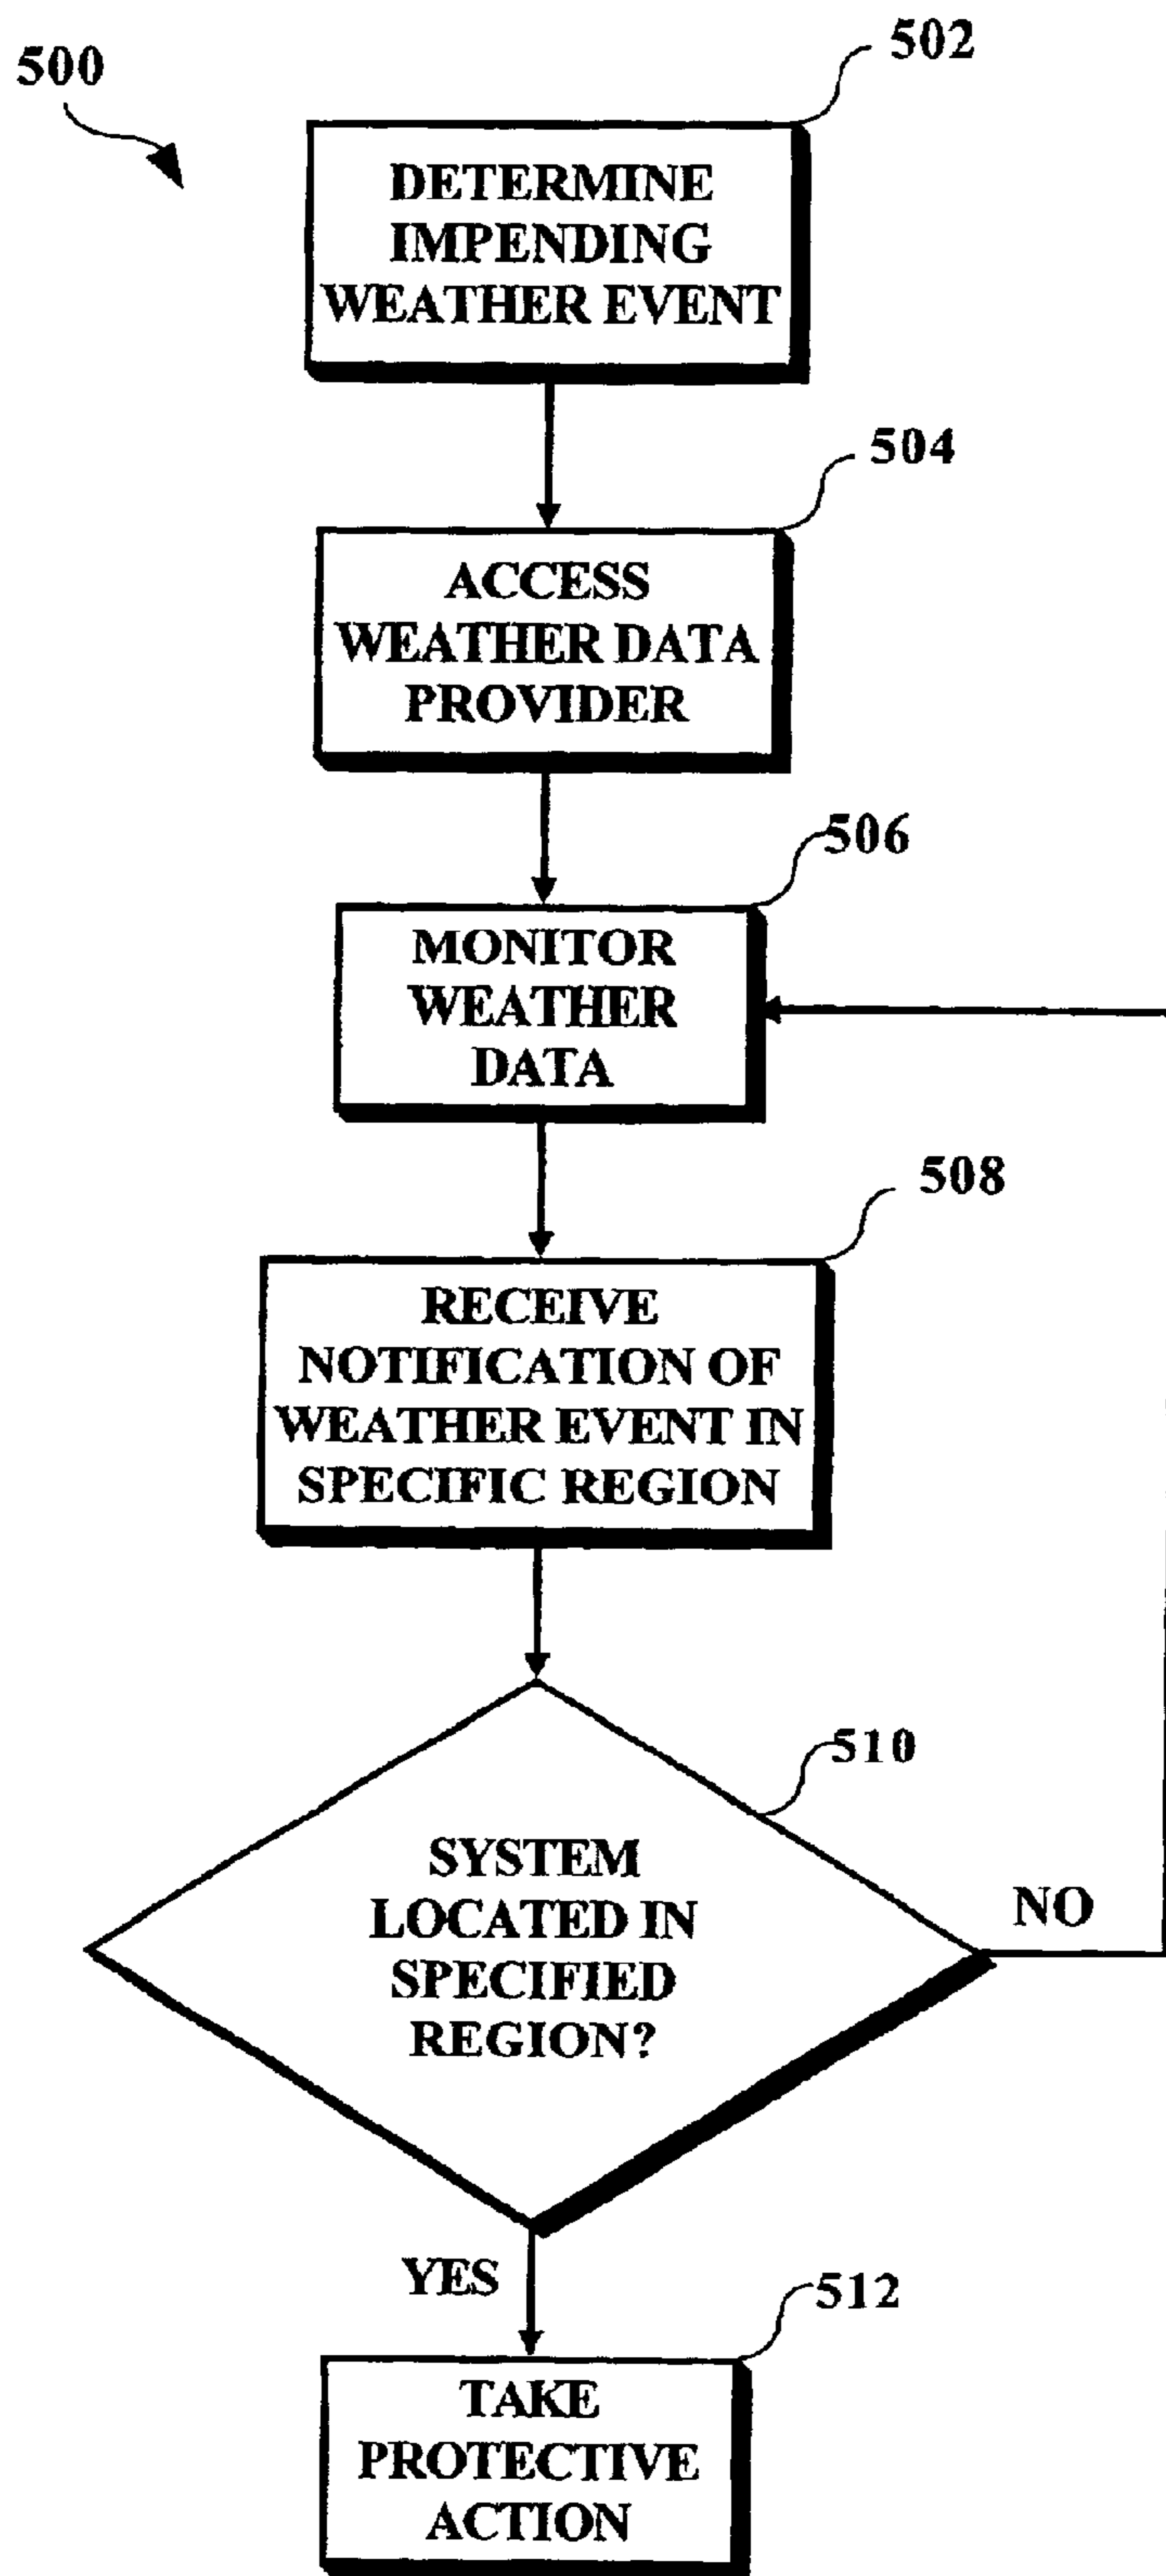 500
502
DETERMINE
IMPENDING
WEATHER EVENT
504
ACCESS
WEATHER DATA
PROVIDER
506
MONITOR
WEATHER
DATA
508
RECEIVE
NOTIFICATION OF
WEATHER EVENT IN
SPECIFIC REGION
510
SYSTEM
LOCATED IN
SPECIFIED
REGION?
NO
YES
512
TAKE
PROTECTIVE
ACTION